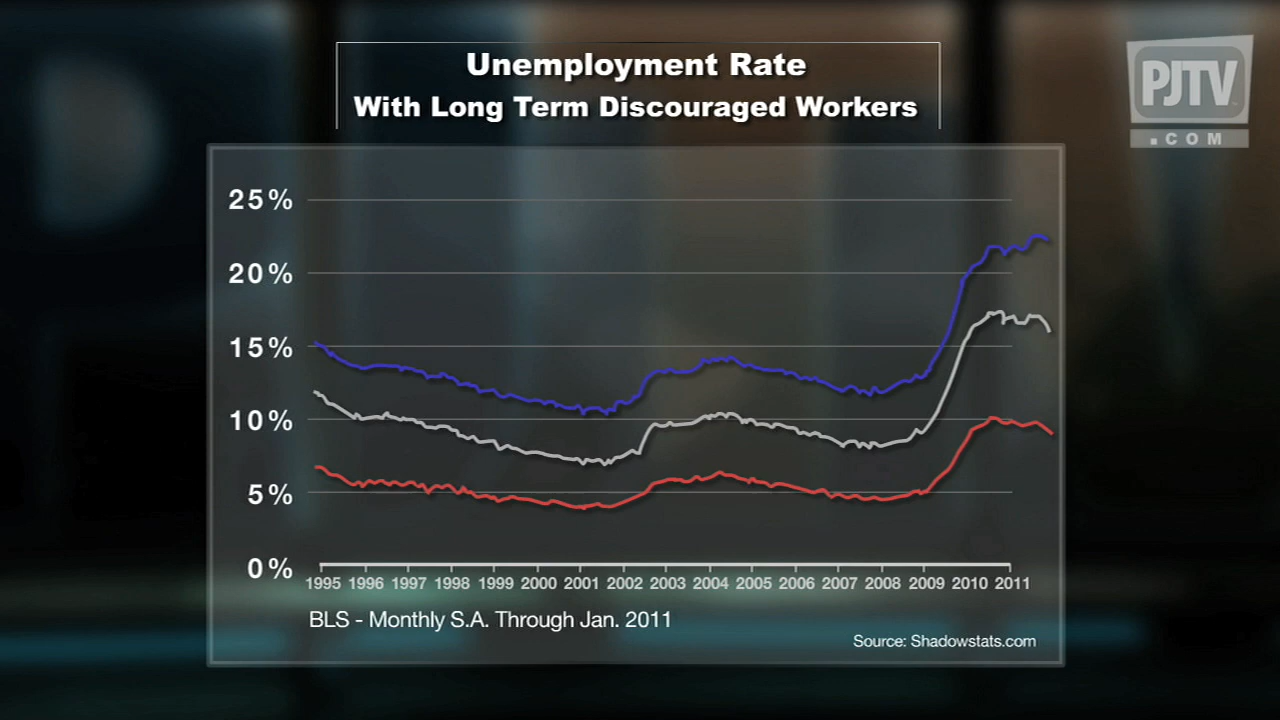 Unemployment Rate
With Long Term Discouraged Workers
PJTV
.COM
25%
20%
15%
10%
5%
0%
1995 1996 1997 1998 1999 2000 2001 2002 2003 2004 2005 2006 2007 2008 2009 2010 2011
BLS - Monthly S.A. Through Jan. 2011
Source: Shadowstats.com